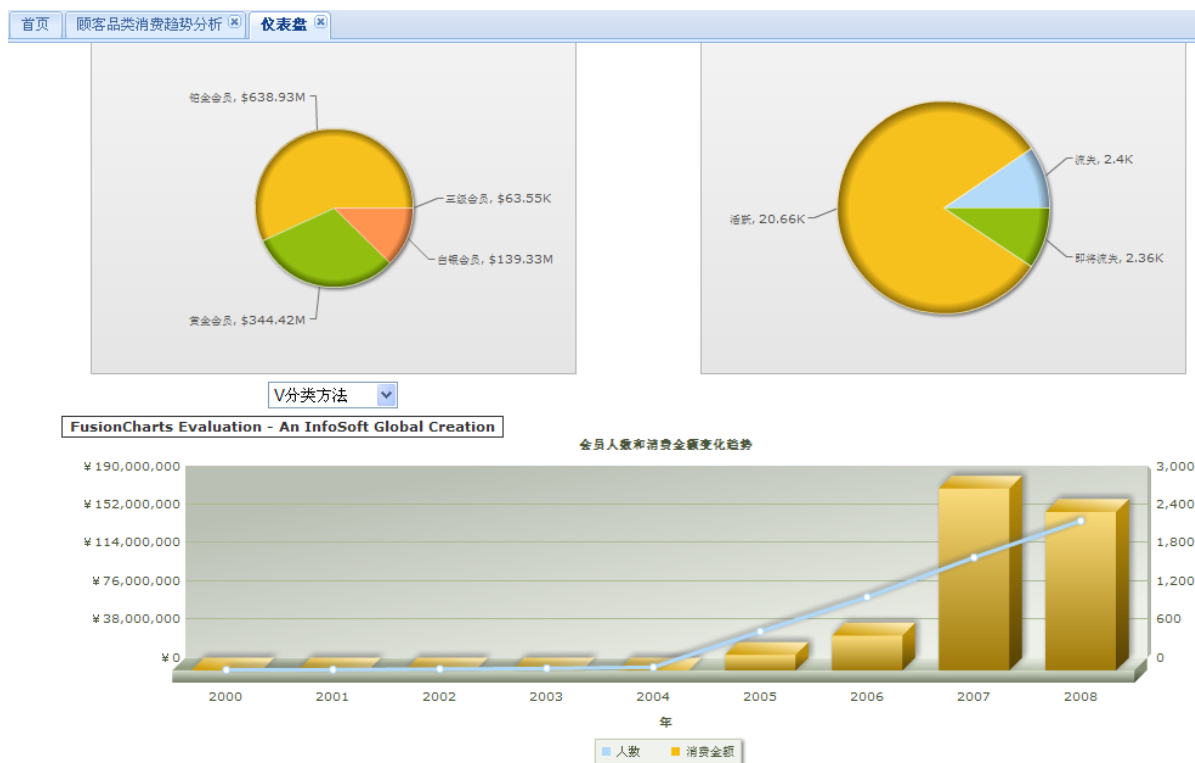 首页 顾客品类消费趋势分析 仪表盘
铂金会员, $638.93M
三级会员, $63.55K
白银会员, $139.33M
黄金会员, $344.42M
流失, 2.4K
活跃, 20.66K
即将流失, 2.36K
V分类方法
FusionCharts Evaluation - An InfoSoft Global Creation
会员人数和消费金额变化趋势
¥190,000,000
¥152,000,000
¥114,000,000
¥76,000,000
¥38,000,000
¥0
3,000
2,400
1,800
1,200
600
0
2000 2001 2002 2003 2004 2005 2006 2007 2008
年
人数 消费金额